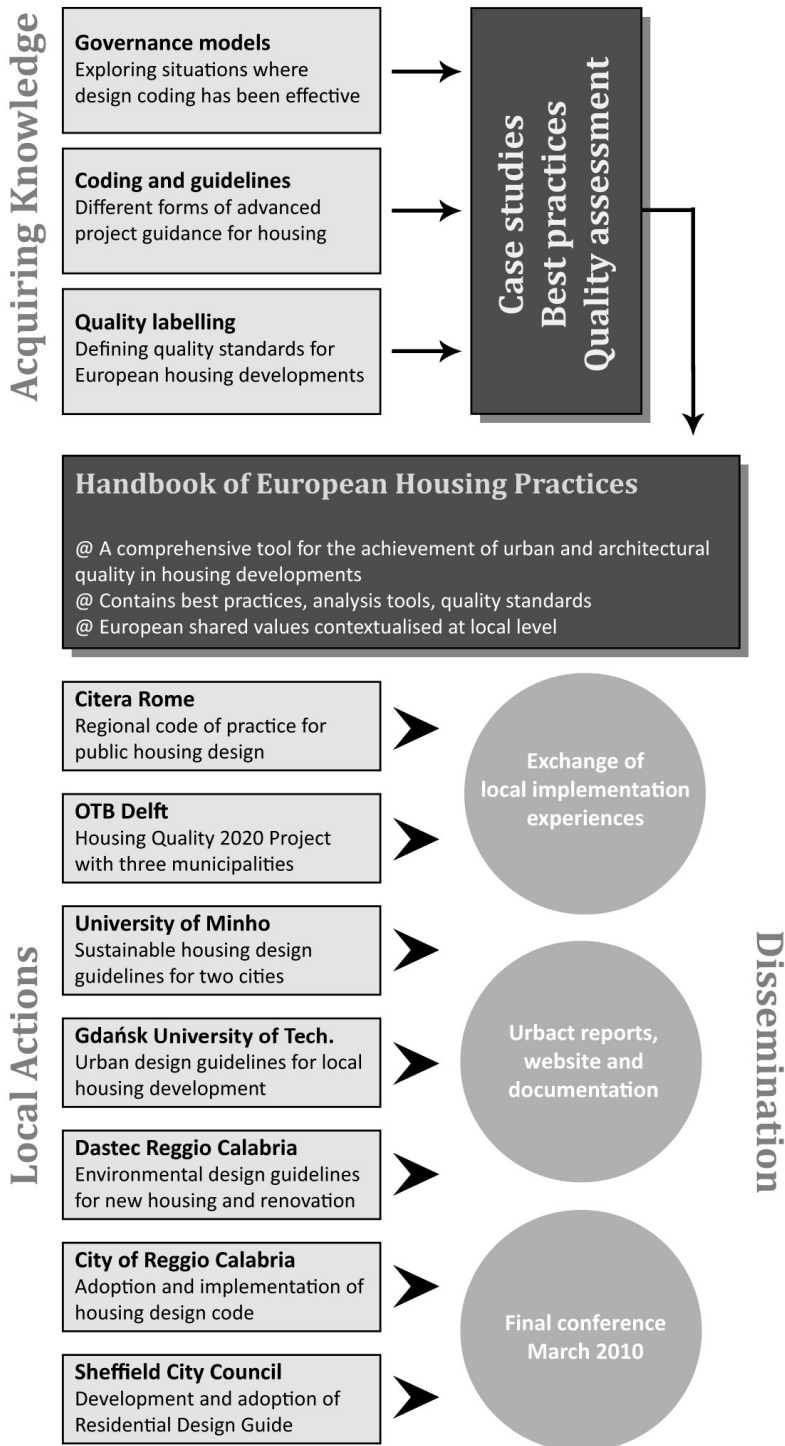 Acquiring Knowledge
Governance models
Exploring situations where
design coding has been effective
Coding and guidelines
Different forms of advanced
project guidance for housing
Quality labelling
Defining quality standards for
European housing developments
Case studies
Best practices
Quality assessment
Handbook of European Housing Practices
@ A comprehensive tool for the achievement of urban and architectural
quality in housing developments
@ Contains best practices, analysis tools, quality standards
@ European shared values contextualised at local level
Local Actions
Citera Rome
Regional code of practice for
public housing design
OTB Delft
Housing Quality 2020 Project
with three municipalities
University of Minho
Sustainable housing design
guidelines for two cities
Gdańsk University of Tech.
Urban design guidelines for local
housing development
Dastec Reggio Calabria
Environmental design guidelines
for new housing and renovation
City of Reggio Calabria
Adoption and implementation of
housing design code
Sheffield City Council
Development and adoption of
Residential Design Guide
Exchange of
local implementation
experiences
Urbact reports,
website and
documentation
Final conference
March 2010
Dissemination